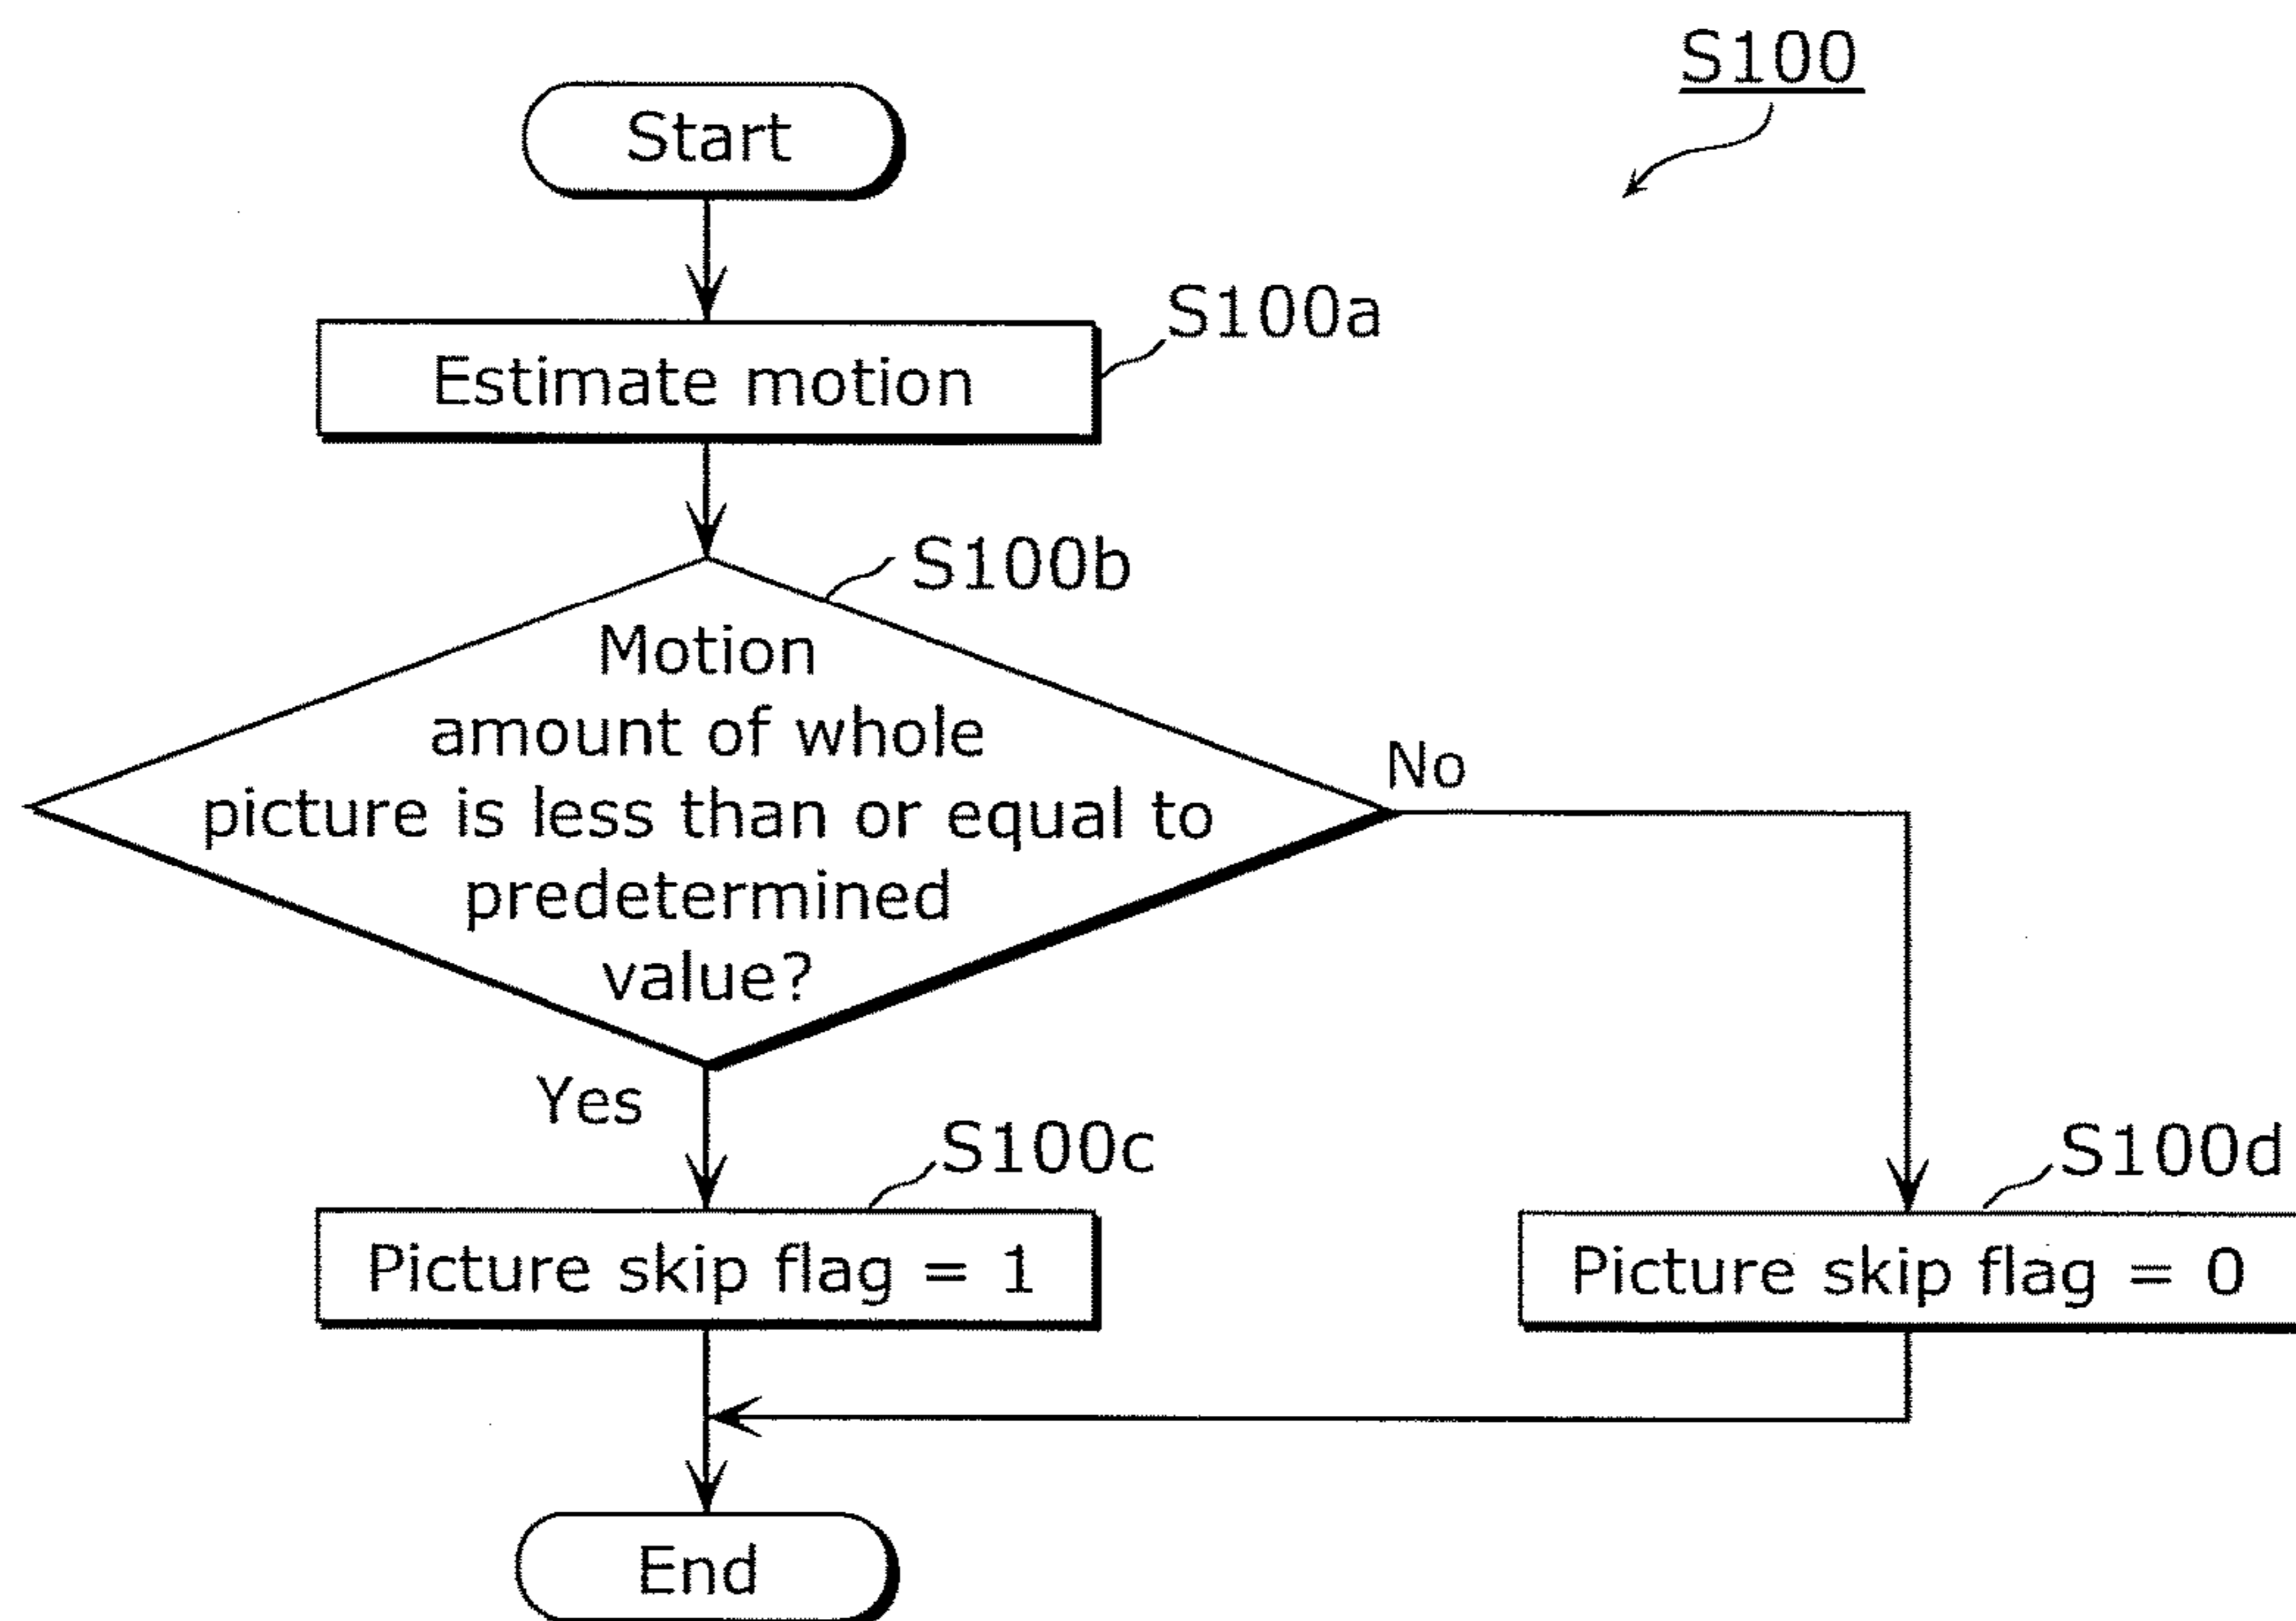 S100
Start
S100a
Estimate motion
S100b
Motion
amount of whole
picture is less than or equal to
predetermined
value?
No
Yes
S100c
Picture skip flag = 1
S100d
Picture skip flag = 0
End